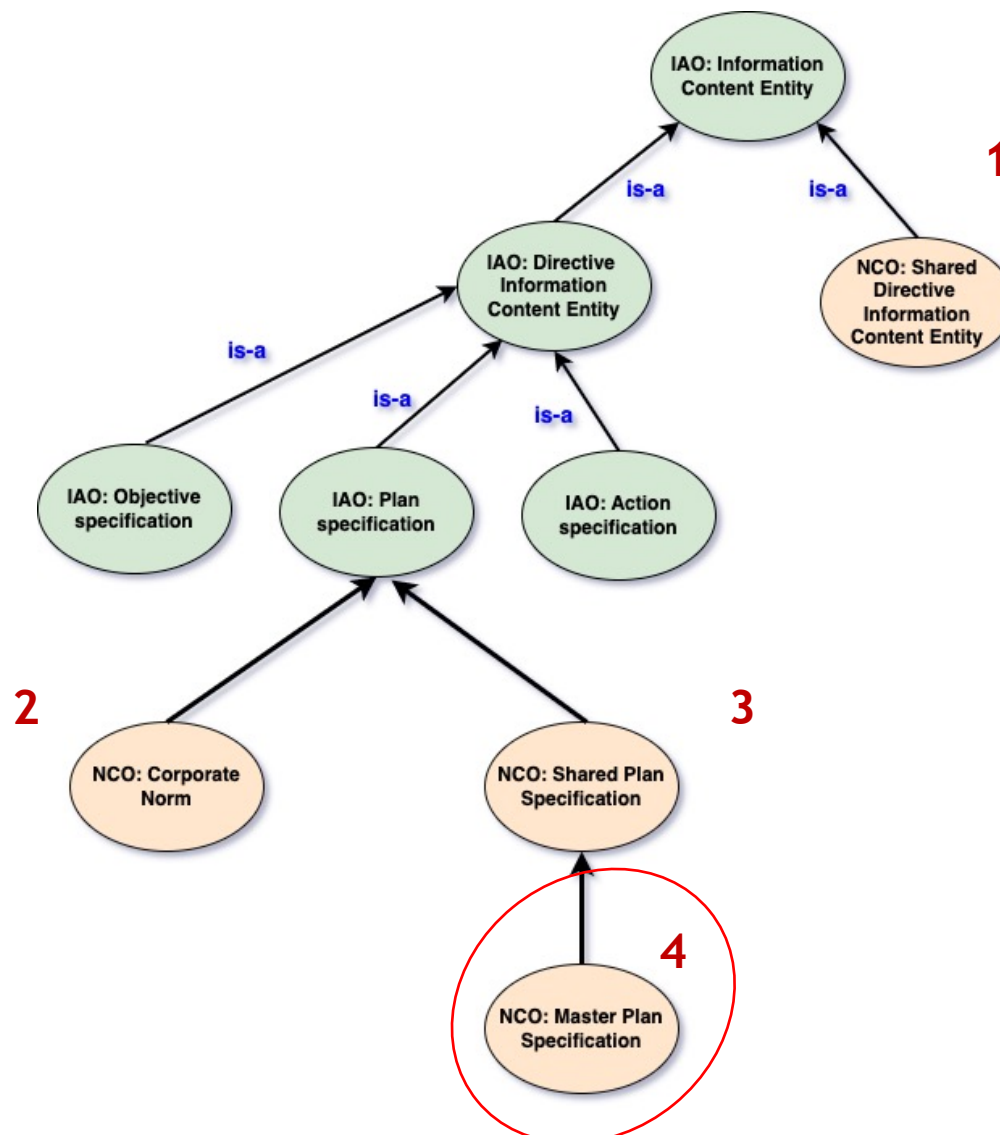 IAO: Information
Content Entity
1
is-a
is-a
IAO: Directive
Information
Content Entity
NCO: Shared
Directive
Information
Content Entity
is-a
is-a
is-a
IAO: Objective
specification
IAO: Plan
specification
IAO: Action
specification
2
3
NCO: Corporate
Norm
NCO: Shared Plan
Specification
4
NCO: Master Plan
Specification